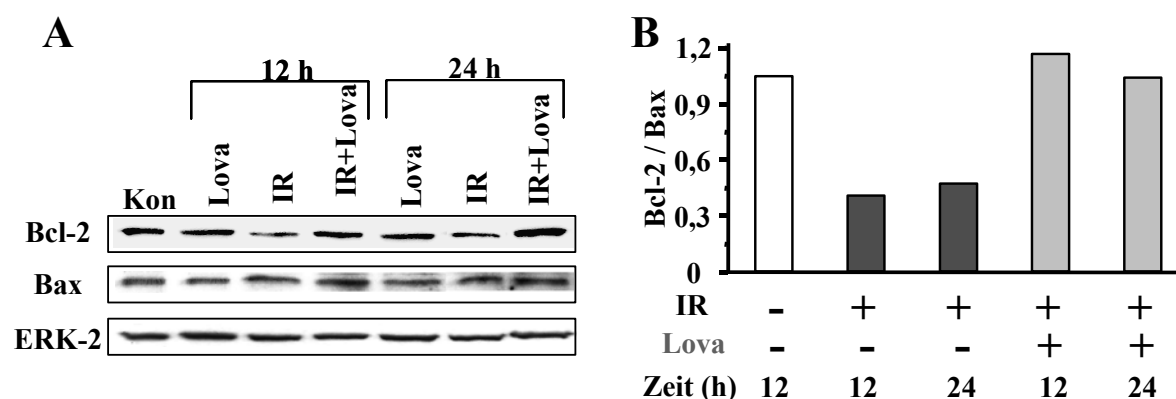 A
12 h
24 h
Kon
Lova
IR
IR+Lova
Lova
IR
IR+Lova
Bcl-2
Bax
ERK-2
B
Bcl-2 / Bax
1,2
0,9
0,6
0,3
0
IR - + + + +
Lova - - - + +
Zeit (h) 12 12 24 12 24